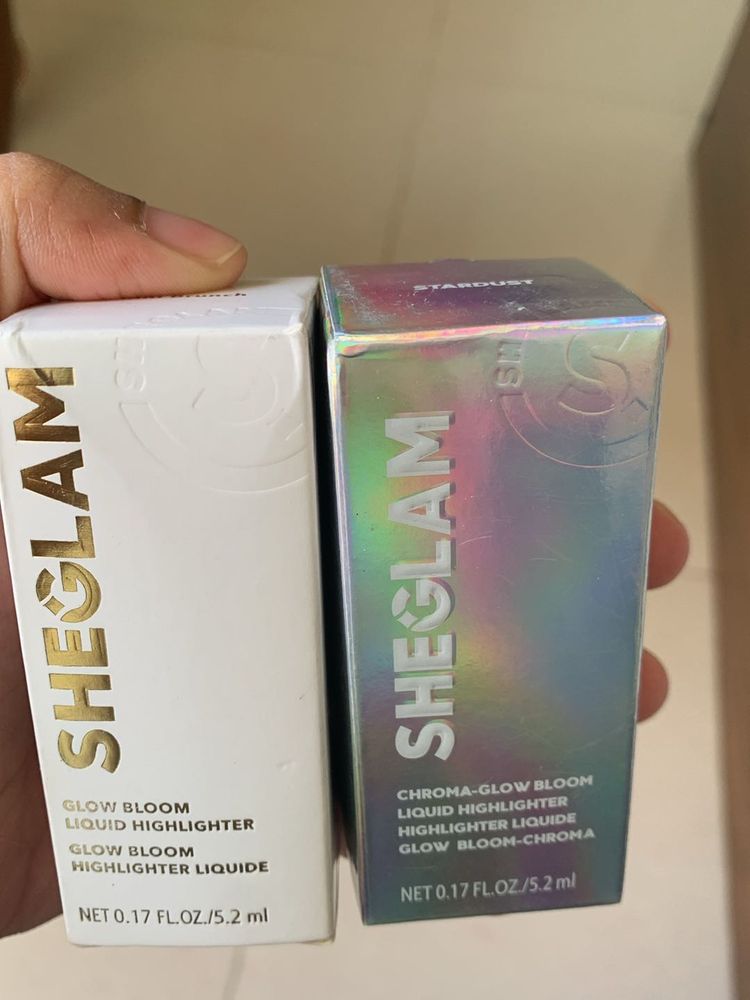 SHEGLAM
GLOW BLOOM
LIQUID HIGHLIGHTER
GLOW BLOOM
HIGHLIGHTER LIQUIDE
NET 0.17 FL.OZ./5.2 ml
STARDUST
SHEGLAM
CHROMA-GLOW BLOOM
LIQUID HIGHLIGHTER
HIGHLIGHTER LIQUIDE
GLOW BLOOM-CHROMA
NET 0.17 FL.OZ./5.2 ml